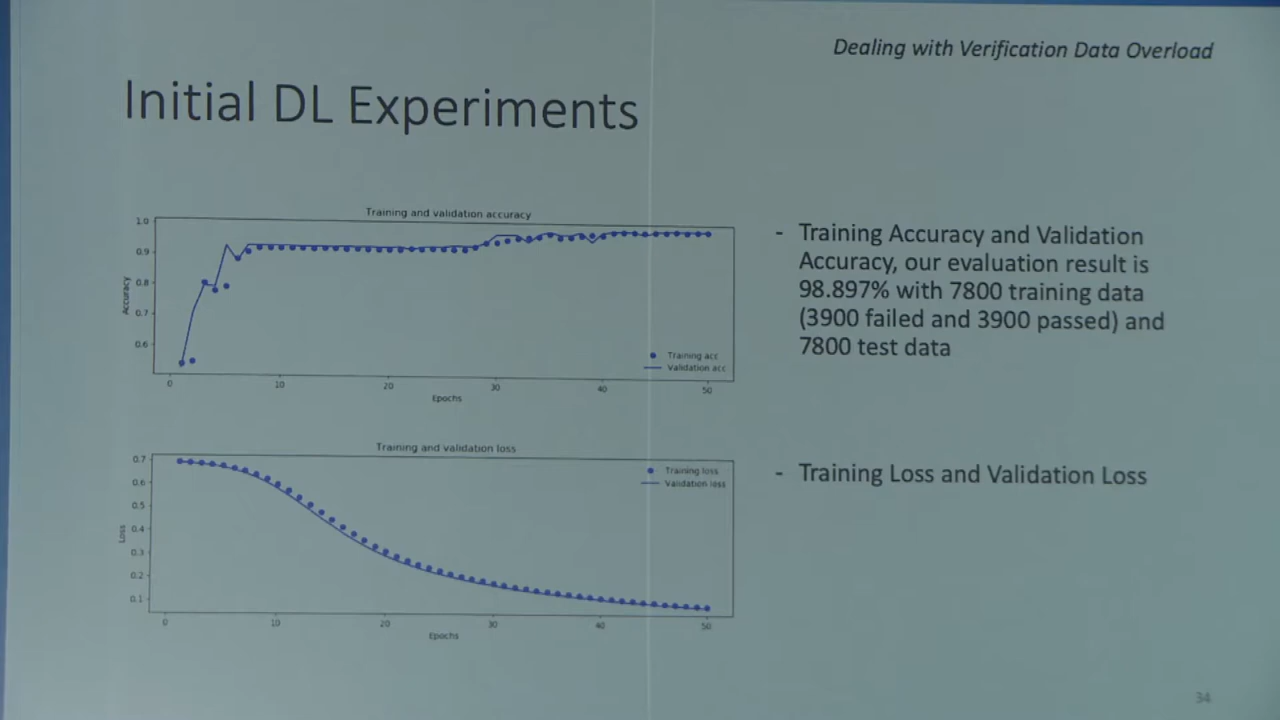 Dealing with Verification Data Overload
Initial DL Experiments
Training and validation accuracy
1.0
0.9
0.8
0.7
0.6
Accuracy
0 10 20 30 40 50
Epochs
Training acc
Validation acc
- Training Accuracy and Validation
Accuracy, our evaluation result is
98.897% with 7800 training data
(3900 failed and 3900 passed) and
7800 test data
Training and validation loss
0.7
0.6
0.5
0.4
0.3
0.2
0.1
Loss
0 10 20 30 40 50
Epochs
Training loss
Validation loss
- Training Loss and Validation Loss
34